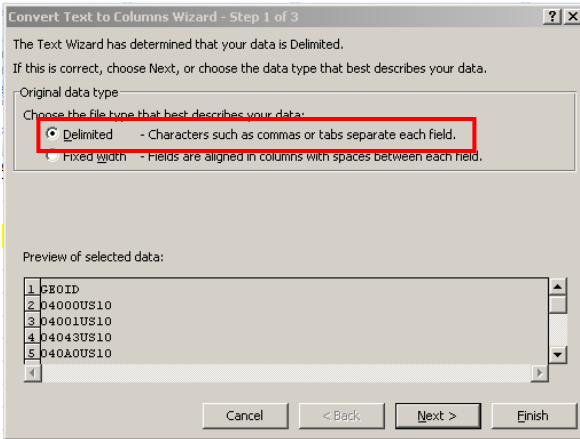 Convert Text to Columns Wizard - Step 1 of 3
The Text Wizard has determined that your data is Delimited.
If this is correct, choose Next, or choose the data type that best describes your data.
Original data type
Choose the file type that best describes your data:
Delimited - Characters such as commas or tabs separate each field.
Fixed width - Fields are aligned in columns with spaces between each field.
Preview of selected data:
1 GEOID
2 04000US10
3 04001US10
4 04043US10
5 040A0US10
Cancel < Back Next > Finish